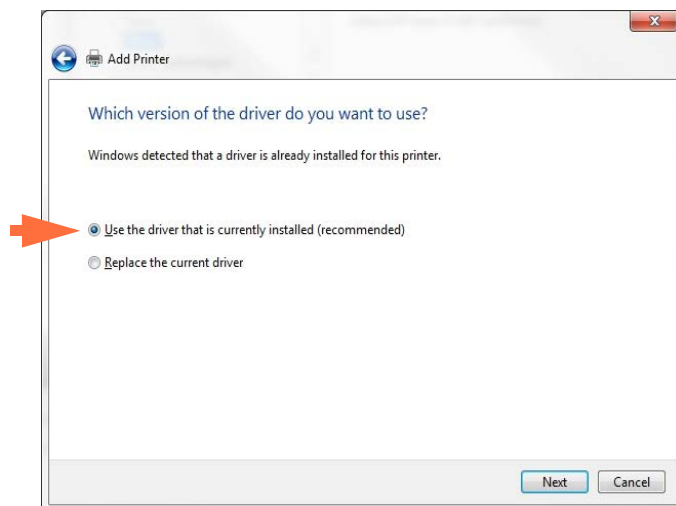 Add Printer
Which version of the driver do you want to use?
Windows detected that a driver is already installed for this printer.
Use the driver that is currently installed (recommended)
Replace the current driver
Next
Cancel